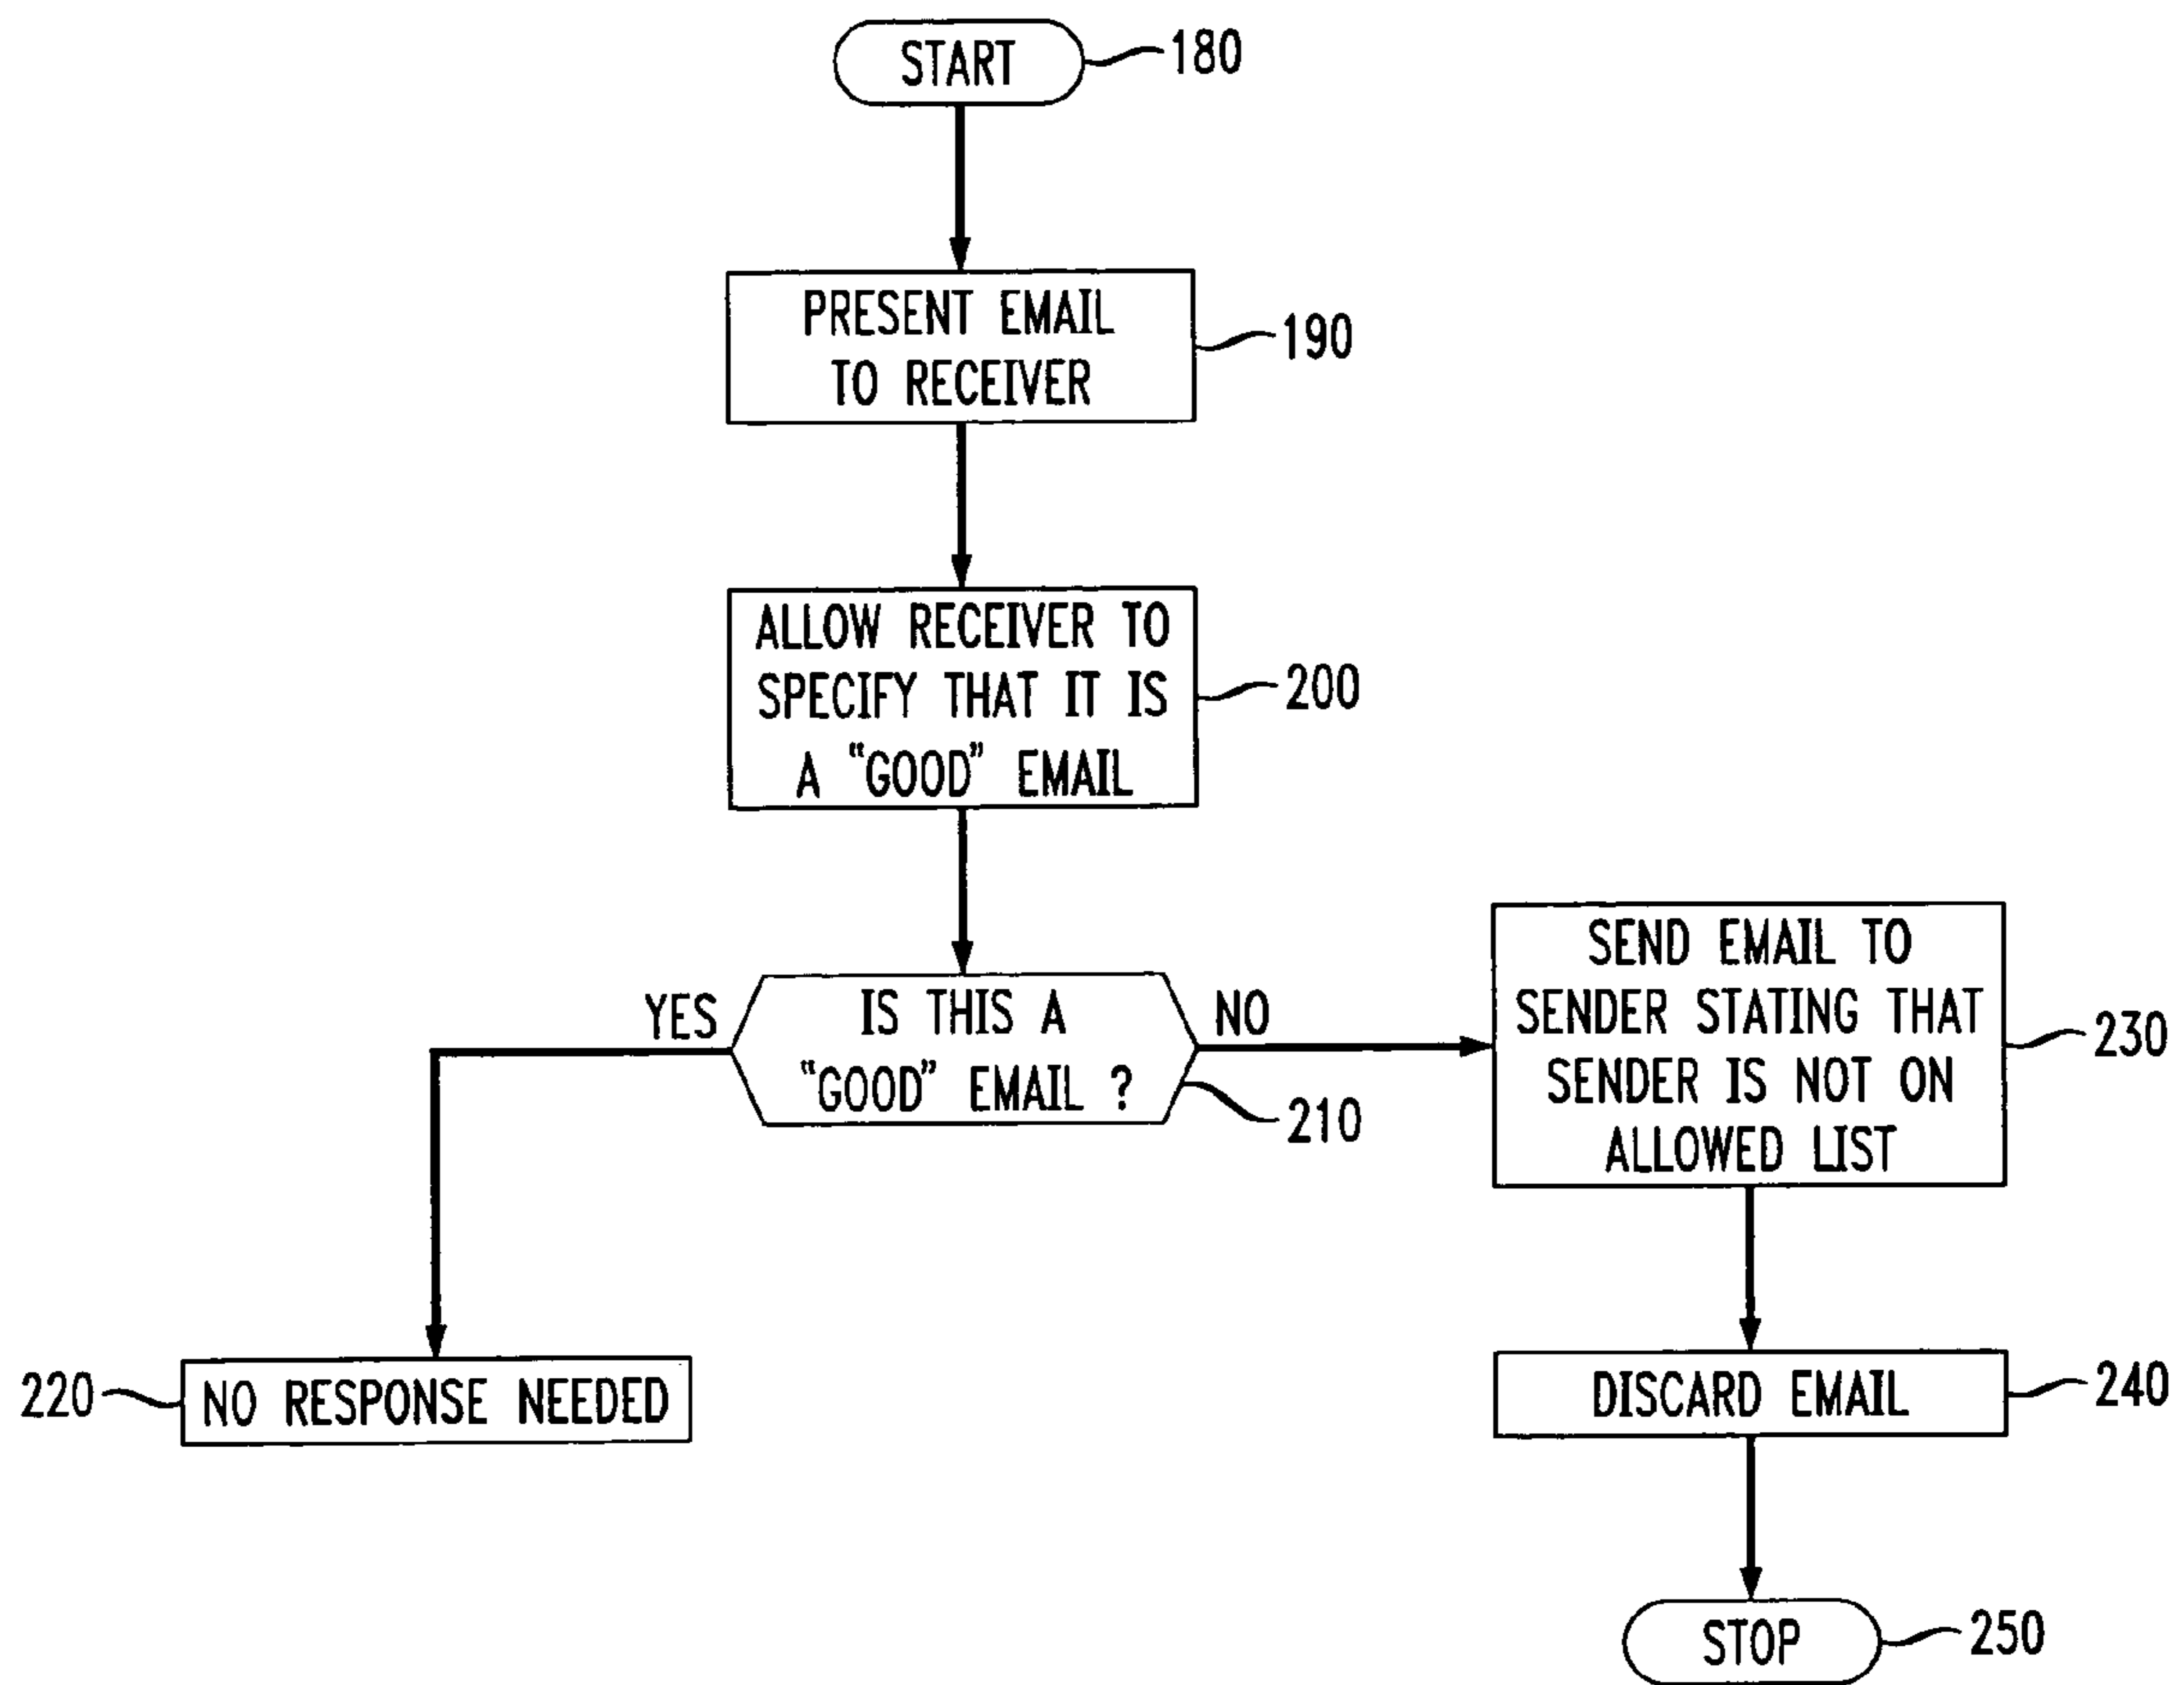 START
180
PRESENT EMAIL
TO RECEIVER
190
ALLOW RECEIVER TO
SPECIFY THAT IT IS
A “GOOD” EMAIL
200
YES
IS THIS A
“GOOD” EMAIL ?
NO
210
SEND EMAIL TO
SENDER STATING THAT
SENDER IS NOT ON
ALLOWED LIST
230
220
NO RESPONSE NEEDED
DISCARD EMAIL
240
STOP
250